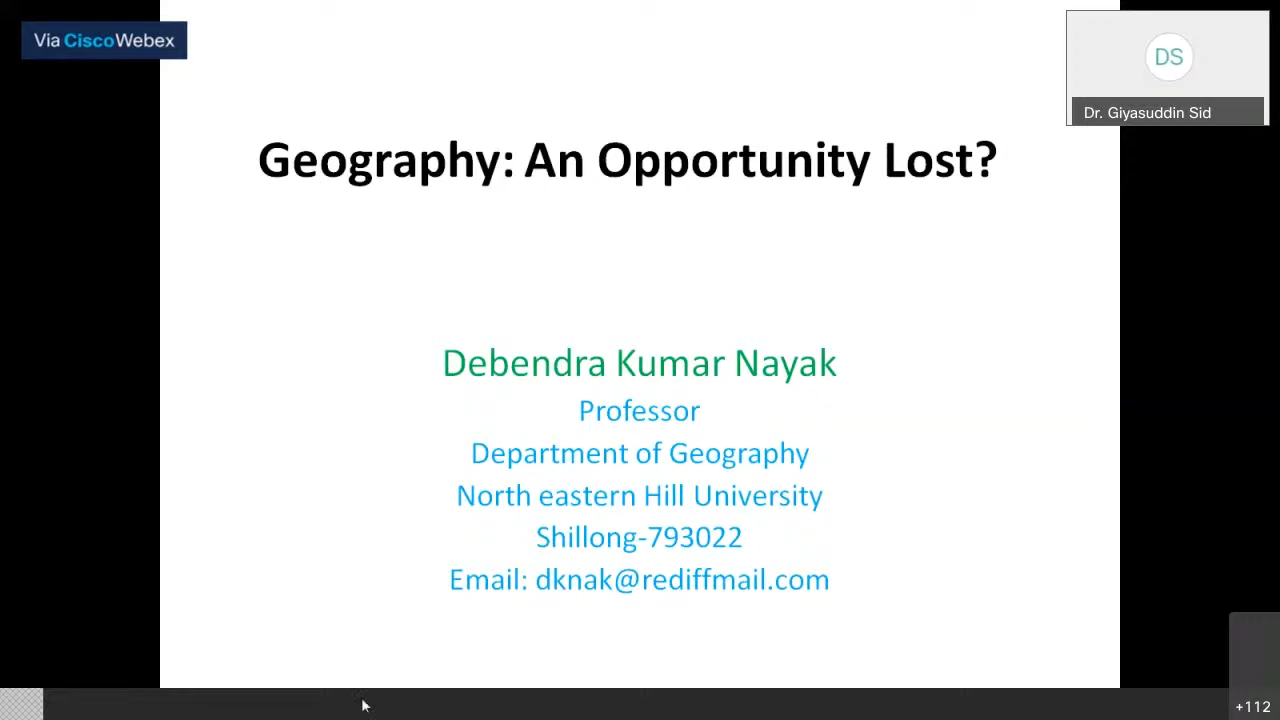 Via CiscoWebex
DS
Dr. Giyasuddin Sid
Geography: An Opportunity Lost?
Debendra Kumar Nayak
Professor
Department of Geography
North eastern Hill University
Shillong-793022
Email: dknak@rediffmail.com
+112